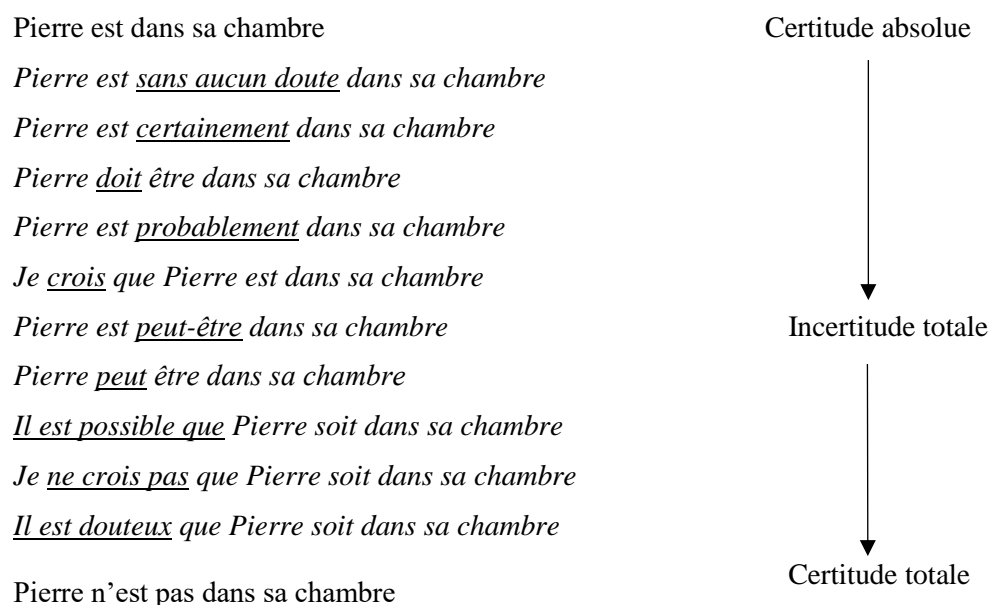 Pierre est dans sa chambre Certitude absolue
Pierre est sans aucun doute dans sa chambre
Pierre est certainement dans sa chambre
Pierre doit être dans sa chambre
Pierre est probablement dans sa chambre
Je crois que Pierre est dans sa chambre
Pierre est peut-être dans sa chambre Incertitude totale
Pierre peut être dans sa chambre
Il est possible que Pierre soit dans sa chambre
Je ne crois pas que Pierre soit dans sa chambre
Il est douteux que Pierre soit dans sa chambre
Certitude totale
Pierre n’est pas dans sa chambre